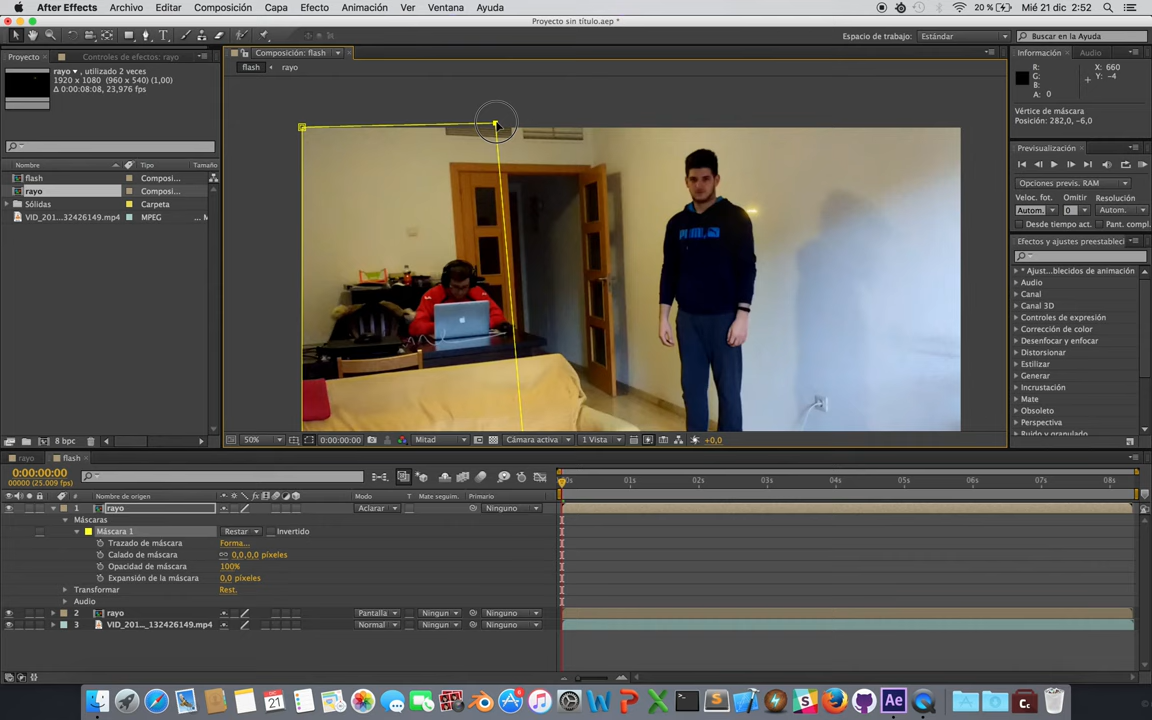 After Effects Archivo Editar Composición Capa Efecto Animación Ver Ventana Ayuda 20 % Mié 21 dic 2:52
Proyecto sin título.aep *
Espacio de trabajo: Estándar Buscar en la Ayuda
Proyecto Controles de efectos: rayo
Composición: flash
Información Audio
flash rayo
rayo ▾, utilizado 2 veces
1920 x 1080 (960 x 540) (1,00)
Δ 0:00:08:08, 23,976 fps
R:
G:
B:
A: 0
X: 660
Y: -4
Vértice de máscara
Posición: 282,0, -6,0
Previsualización
Opciones previs. RAM
Veloc. fot. Omitir Resolución
Autom. 0 Autom.
Desde tiempo act. Pant. compl.
Efectos y ajustes preestableci
* Ajust...blecidos de animación
Audio
Canal
Canal 3D
Controles de expresión
Corrección de color
Desenfocar y enfocar
Distorsionar
Estilizar
Generar
Incrustación
Mate
Obsoleto
Perspectiva
Ruido y granulado
Nombre Tipo Tamaño
flash Composi...
rayo Composi...
Sólidas Carpeta
VID_201...32426149.mp4 MPEG
PUMA
8 bpc
50% 0:00:00:00 Mitad Cámara activa 1 Vista +0,0
rayo flash
0:00:00:00
00000 (25.009 fps)
:00s 01s 02s 03s 04s 05s 06s 07s 08s
# Nombre de origen fx Modo T Mate seguim. Primario
1 rayo Aclarar Ninguno
Máscaras
Máscara 1 Restar Invertido
Trazado de máscara Forma...
Calado de máscara 0,0,0,0 píxeles
Opacidad de máscara 100%
Expansión de la máscara 0,0 píxeles
Transformar Rest.
Audio
2 rayo Pantalla Ningun Ninguno
3 VID_201..._132426149.mp4 Normal Ningun Ninguno